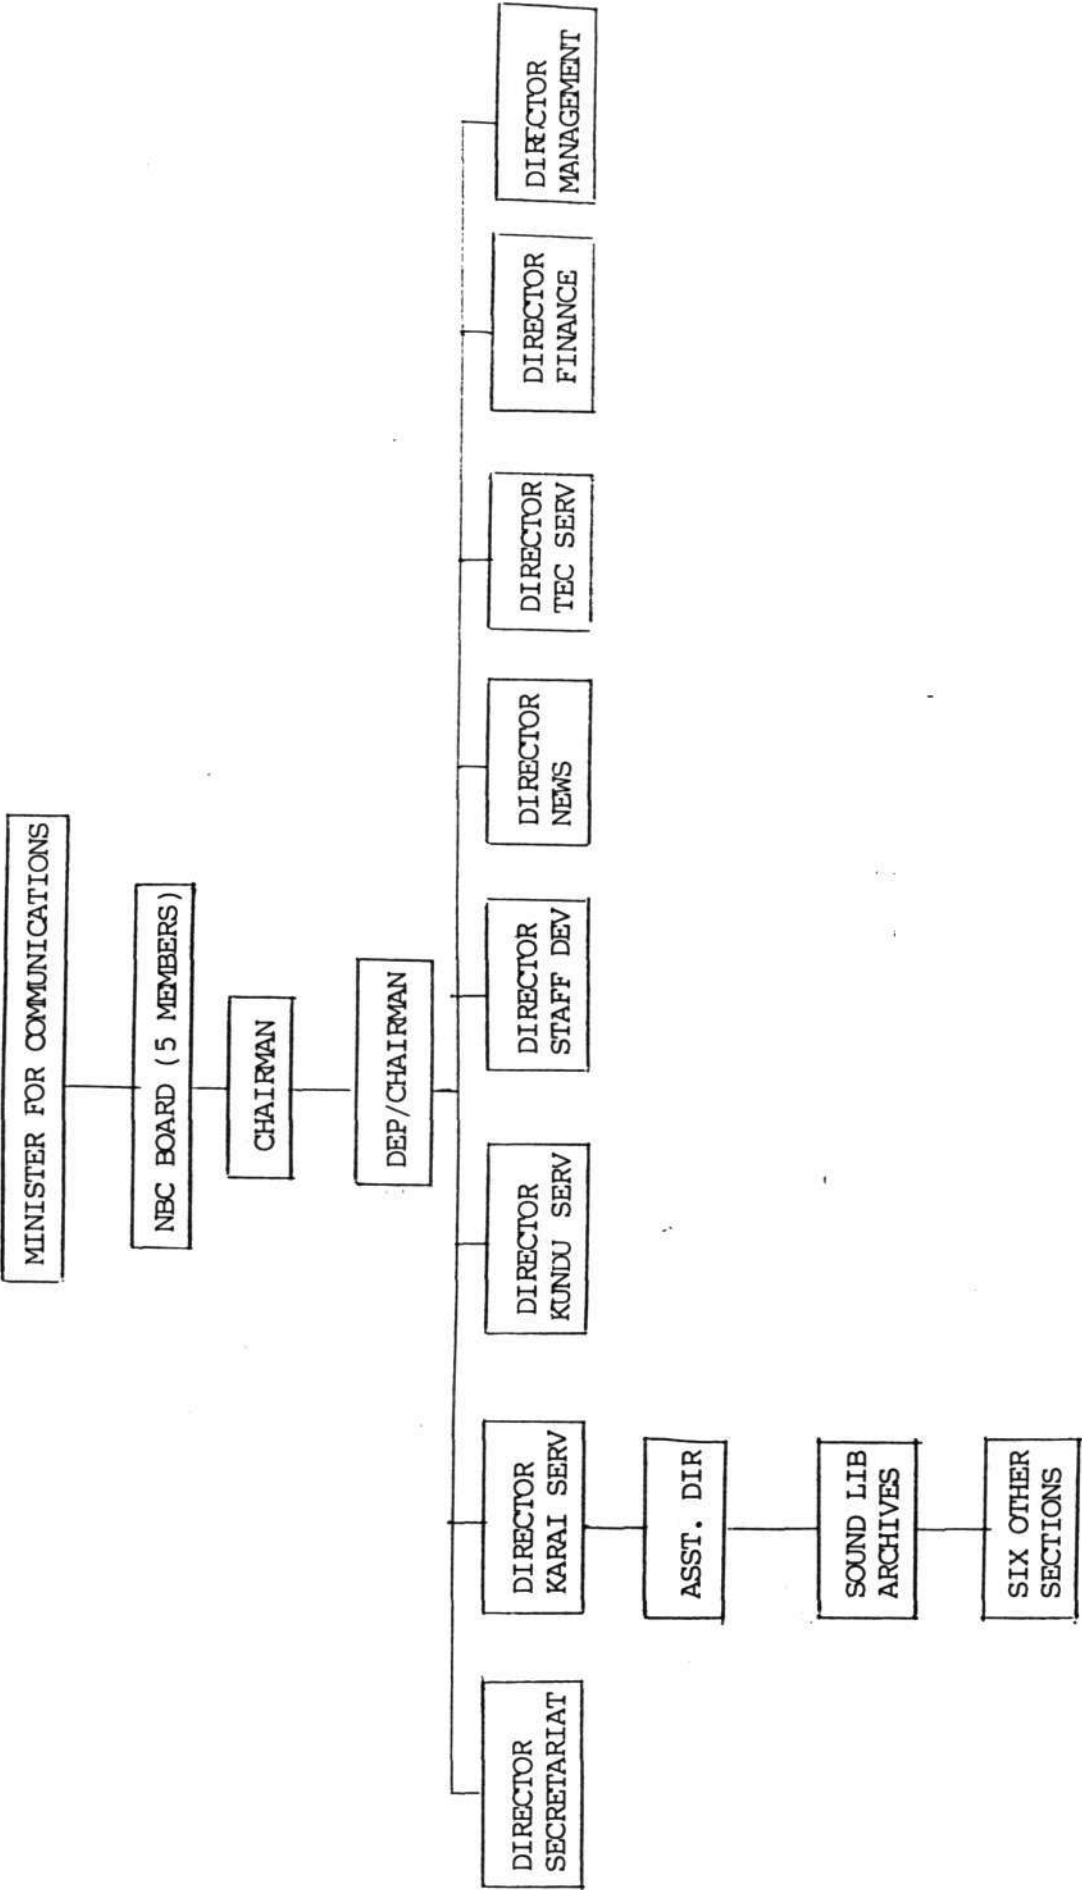 MINISTER FOR COMMUNICATIONS
NBC BOARD (5 MEMBERS)
CHAIRMAN
DEP/CHAIRMAN
DIRECTOR
SECRETARIAT
DIRECTOR
KARAI SERV
DIRECTOR
KUNDU SERV
DIRECTOR
STAFF DEV
DIRECTOR
NEWS
DIRECTOR
TEC SERV
DIRECTOR
FINANCE
DIRECTOR
MANAGEMENT
ASST. DIR
SOUND LIB
ARCHIVES
SIX OTHER
SECTIONS